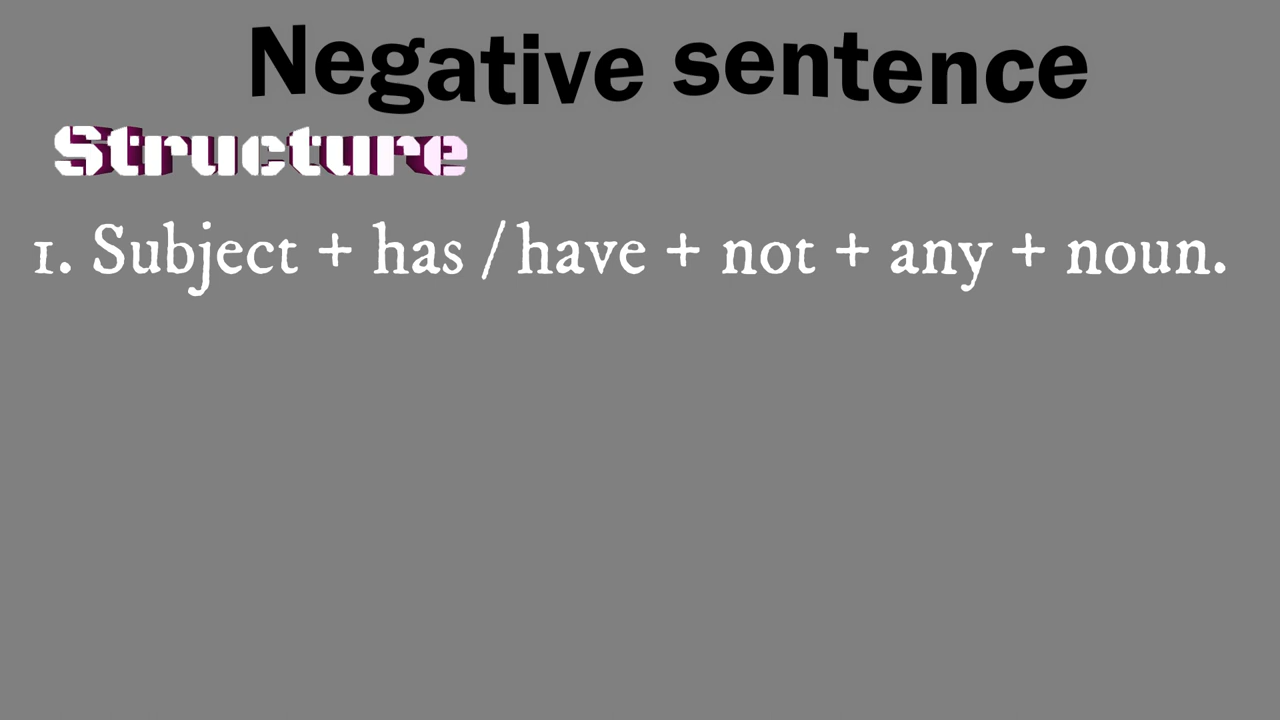 Negative sentence
Structure
1. Subject + has / have + not + any + noun.